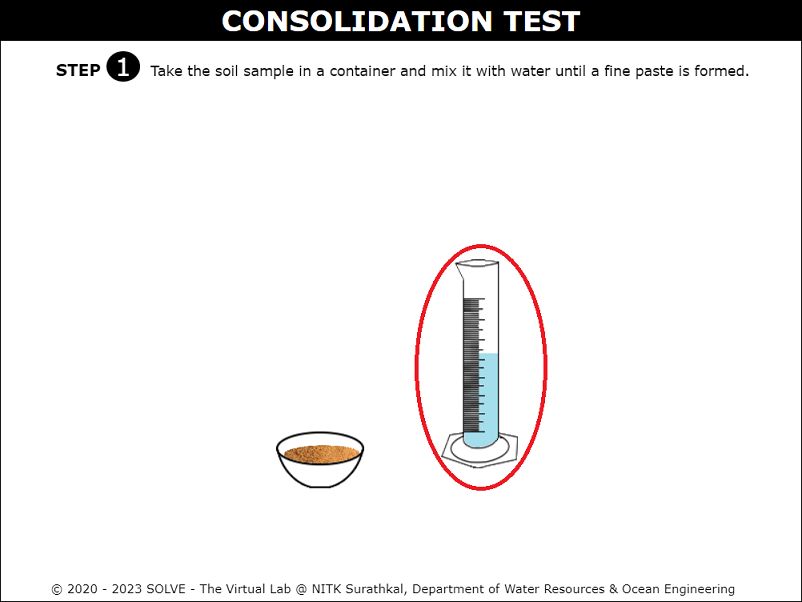 CONSOLIDATION TEST
STEP 1 Take the soil sample in a container and mix it with water until a fine paste is formed.
© 2020 - 2023 SOLVE - The Virtual Lab @ NITK Surathkal, Department of Water Resources & Ocean Engineering